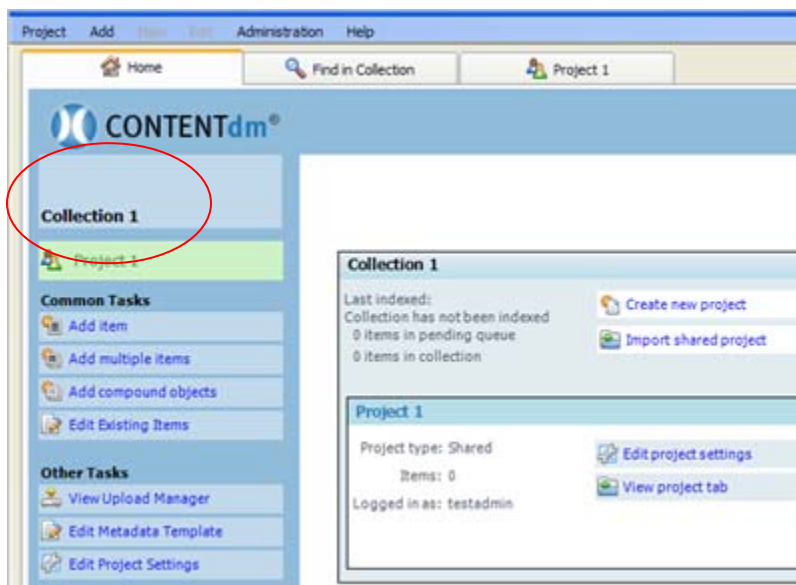 Project Add Item Edit Administration Help
Home Find in Collection Project 1
CONTENTdm®
Collection 1
Project 1
Common Tasks
Add item
Add multiple items
Add compound objects
Edit Existing Items
Other Tasks
View Upload Manager
Edit Metadata Template
Edit Project Settings
Collection 1
Last indexed:
Collection has not been indexed
0 items in pending queue
0 items in collection
Create new project
Import shared project
Project 1
Project type: Shared
Items: 0
Logged in as: testadmin
Edit project settings
View project tab